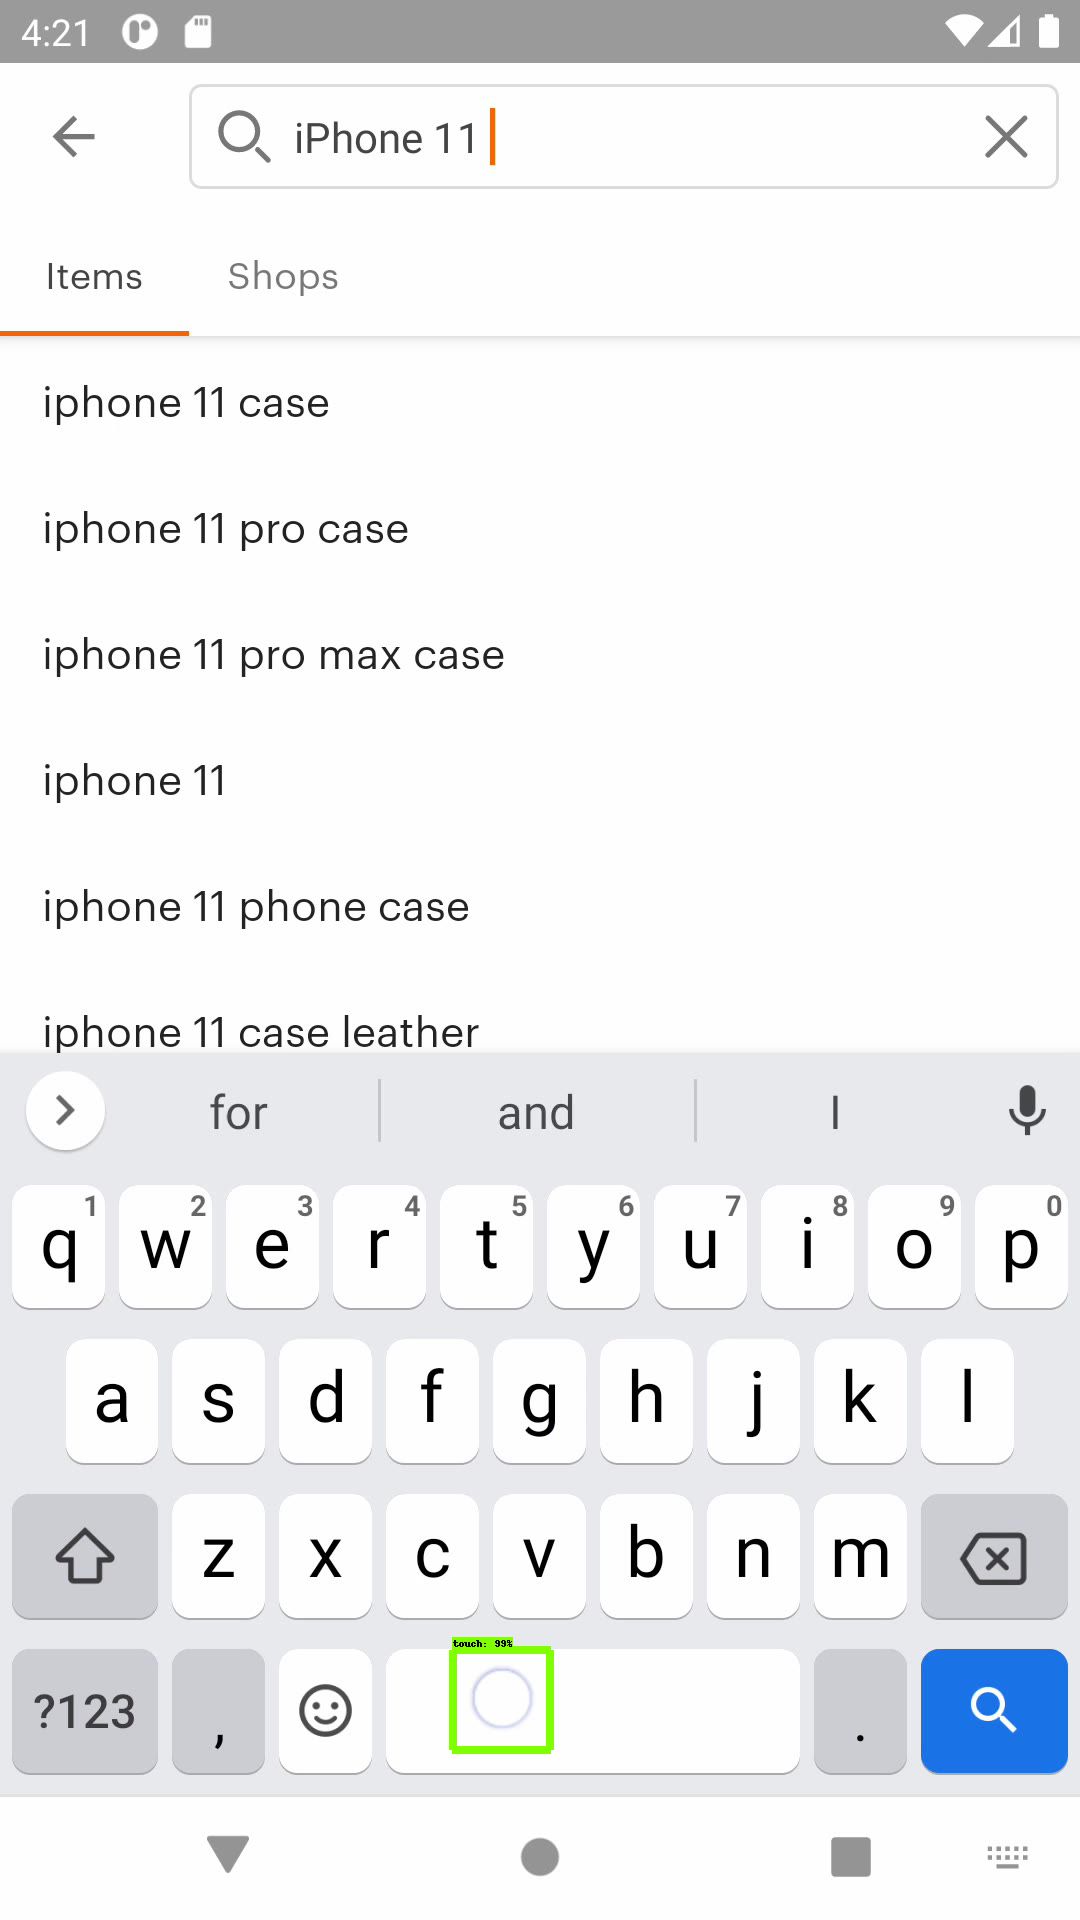 4:21
iPhone 11
Items Shops
iphone 11 case
iphone 11 pro case
iphone 11 pro max case
iphone 11
iphone 11 phone case
iphone 11 case leather
for and I
q 1 w 2 e 3 r 4 t 5 y 6 u 7 i 8 o 9 p 0
a s d f g h j k l
z x c v b n m
touch: 99%
?123 , .